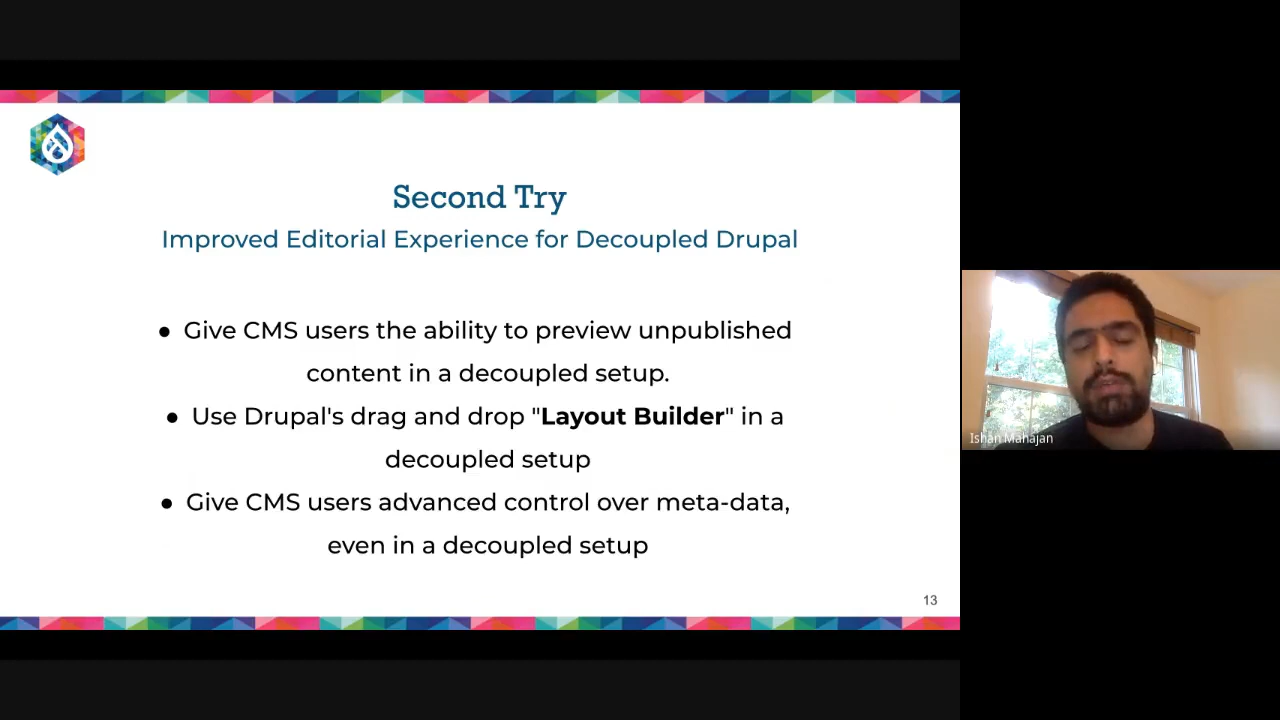 Second Try
Improved Editorial Experience for Decoupled Drupal
● Give CMS users the ability to preview unpublished
content in a decoupled setup.
● Use Drupal's drag and drop "Layout Builder" in a
decoupled setup
● Give CMS users advanced control over meta-data,
even in a decoupled setup
13
Ishan Mahajan